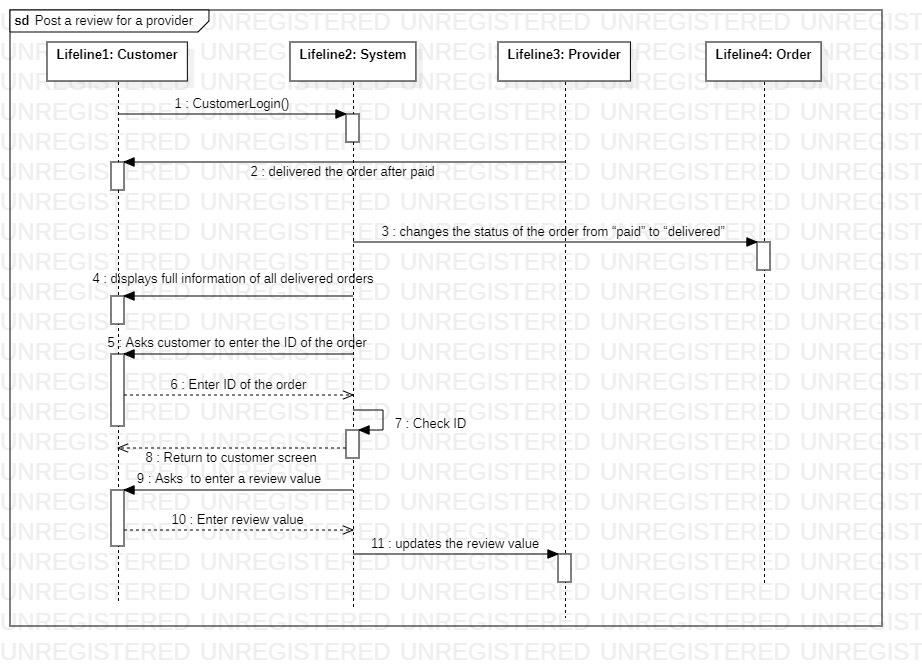 sd Post a review for a provider
Lifeline1: Customer
Lifeline2: System
Lifeline3: Provider
Lifeline4: Order
1 : CustomerLogin()
2 : delivered the order after paid
3 : changes the status of the order from “paid” to “delivered”
4 : displays full information of all delivered orders
5 : Asks customer to enter the ID of the order
6 : Enter ID of the order
7 : Check ID
8 : Return to customer screen
9 : Asks  to enter a review value
10 : Enter review value
11 : updates the review value
UNREGISTERED